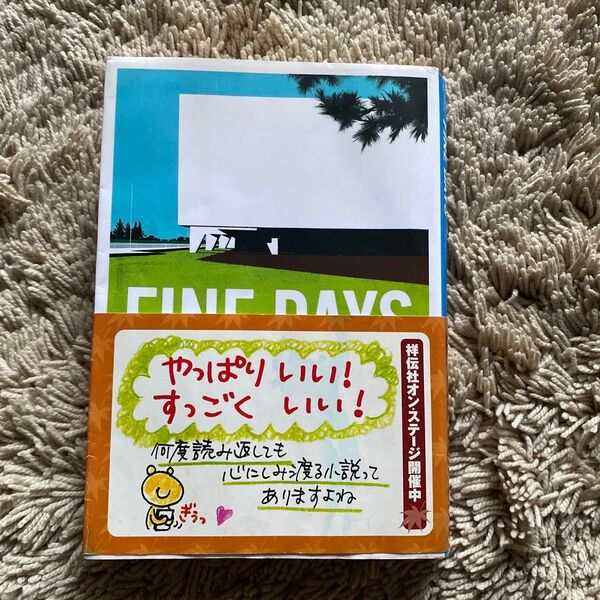 FINE DAYS
やっぱりいい!
すっごく いい!
何度読み返しても
心にしみ渡る小説って
ありますよね
ぎうっ
祥伝社オン・ステージ開催中